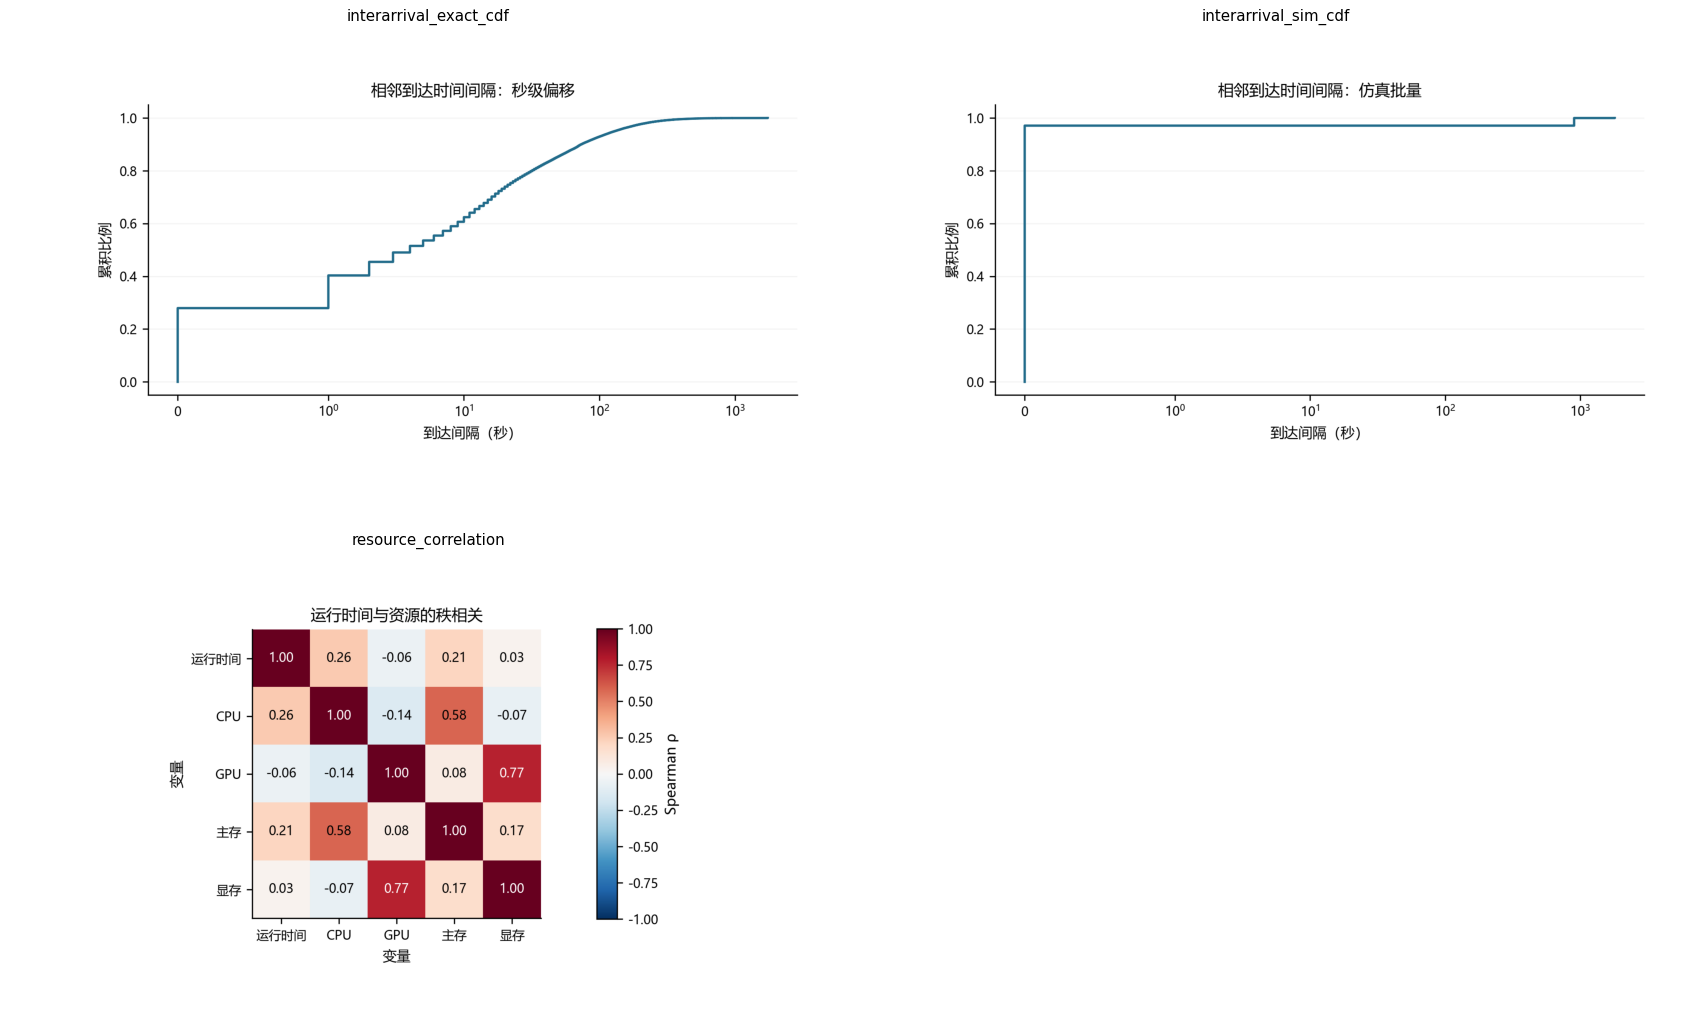 interarrival_exact_cdf
相邻到达时间间隔：秒级偏移
累积比例
1.0
0.8
0.6
0.4
0.2
0.0
0 10⁰ 10¹ 10² 10³
到达间隔（秒）
interarrival_sim_cdf
相邻到达时间间隔：仿真批量
累积比例
1.0
0.8
0.6
0.4
0.2
0.0
0 10⁰ 10¹ 10² 10³
到达间隔（秒）
resource_correlation
运行时间与资源的秩相关
变量
运行时间 1.00 0.26 -0.06 0.21 0.03
CPU 0.26 1.00 -0.14 0.58 -0.07
GPU -0.06 -0.14 1.00 0.08 0.77
主存 0.21 0.58 0.08 1.00 0.17
显存 0.03 -0.07 0.77 0.17 1.00
运行时间 CPU GPU 主存 显存
变量
1.00
0.75
0.50
0.25
0.00
-0.25
-0.50
-0.75
-1.00
Spearman ρ